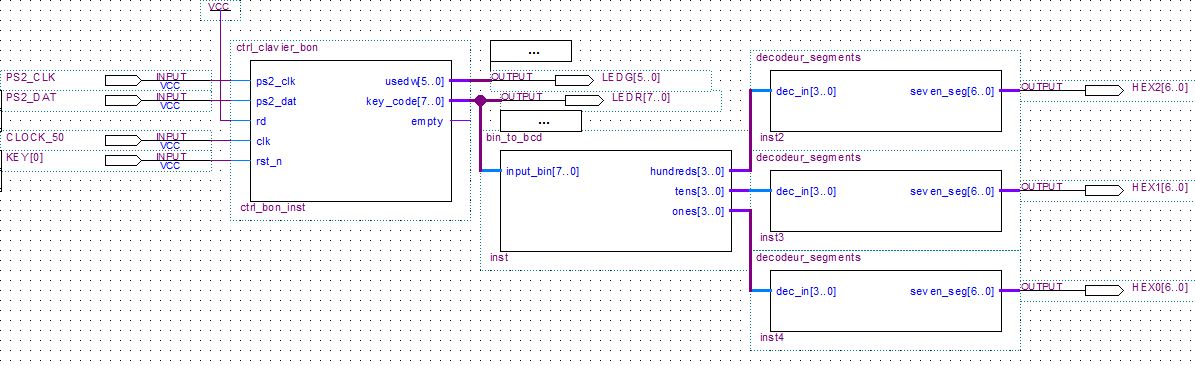 VCC
ctrl_clavier_bon
PS2_CLK INPUT VCC
PS2_DAT INPUT VCC
CLOCK_50 INPUT VCC
KEY[0] INPUT VCC
ps2_clk usedw[5..0]
ps2_dat key_code[7..0]
rd empty
clk
rst_n
ctrl_bon_inst
...
OUTPUT LEDG[5..0]
OUTPUT LEDR[7..0]
...
bin_to_bcd
input_bin[7..0] hundreds[3..0]
tens[3..0]
ones[3..0]
inst
decodeur_segments
dec_in[3..0] seven_seg[6..0] OUTPUT HEX2[6..0]
inst2
decodeur_segments
dec_in[3..0] seven_seg[6..0] OUTPUT HEX1[6..0]
inst3
decodeur_segments
dec_in[3..0] seven_seg[6..0] OUTPUT HEX0[6..0]
inst4